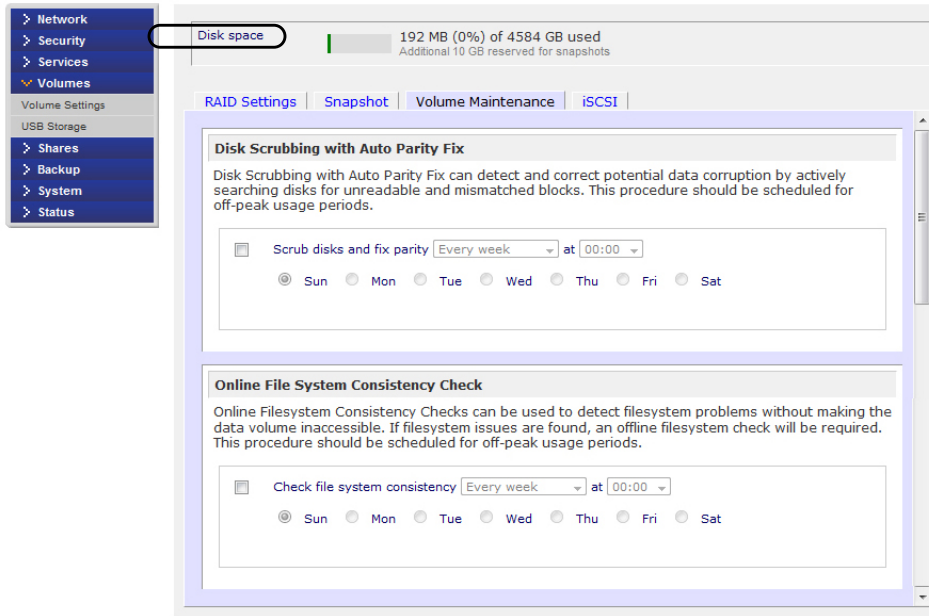 Network
Security
Services
Volumes
Volume Settings
USB Storage
Shares
Backup
System
Status
Disk space
192 MB (0%) of 4584 GB used
Additional 10 GB reserved for snapshots
RAID Settings Snapshot Volume Maintenance iSCSI
Disk Scrubbing with Auto Parity Fix
Disk Scrubbing with Auto Parity Fix can detect and correct potential data corruption by actively
searching disks for unreadable and mismatched blocks. This procedure should be scheduled for
off-peak usage periods.
Scrub disks and fix parity Every week at 00:00
Sun Mon Tue Wed Thu Fri Sat
Online File System Consistency Check
Online Filesystem Consistency Checks can be used to detect filesystem problems without making the
data volume inaccessible. If filesystem issues are found, an offline filesystem check will be required.
This procedure should be scheduled for off-peak usage periods.
Check file system consistency Every week at 00:00
Sun Mon Tue Wed Thu Fri Sat